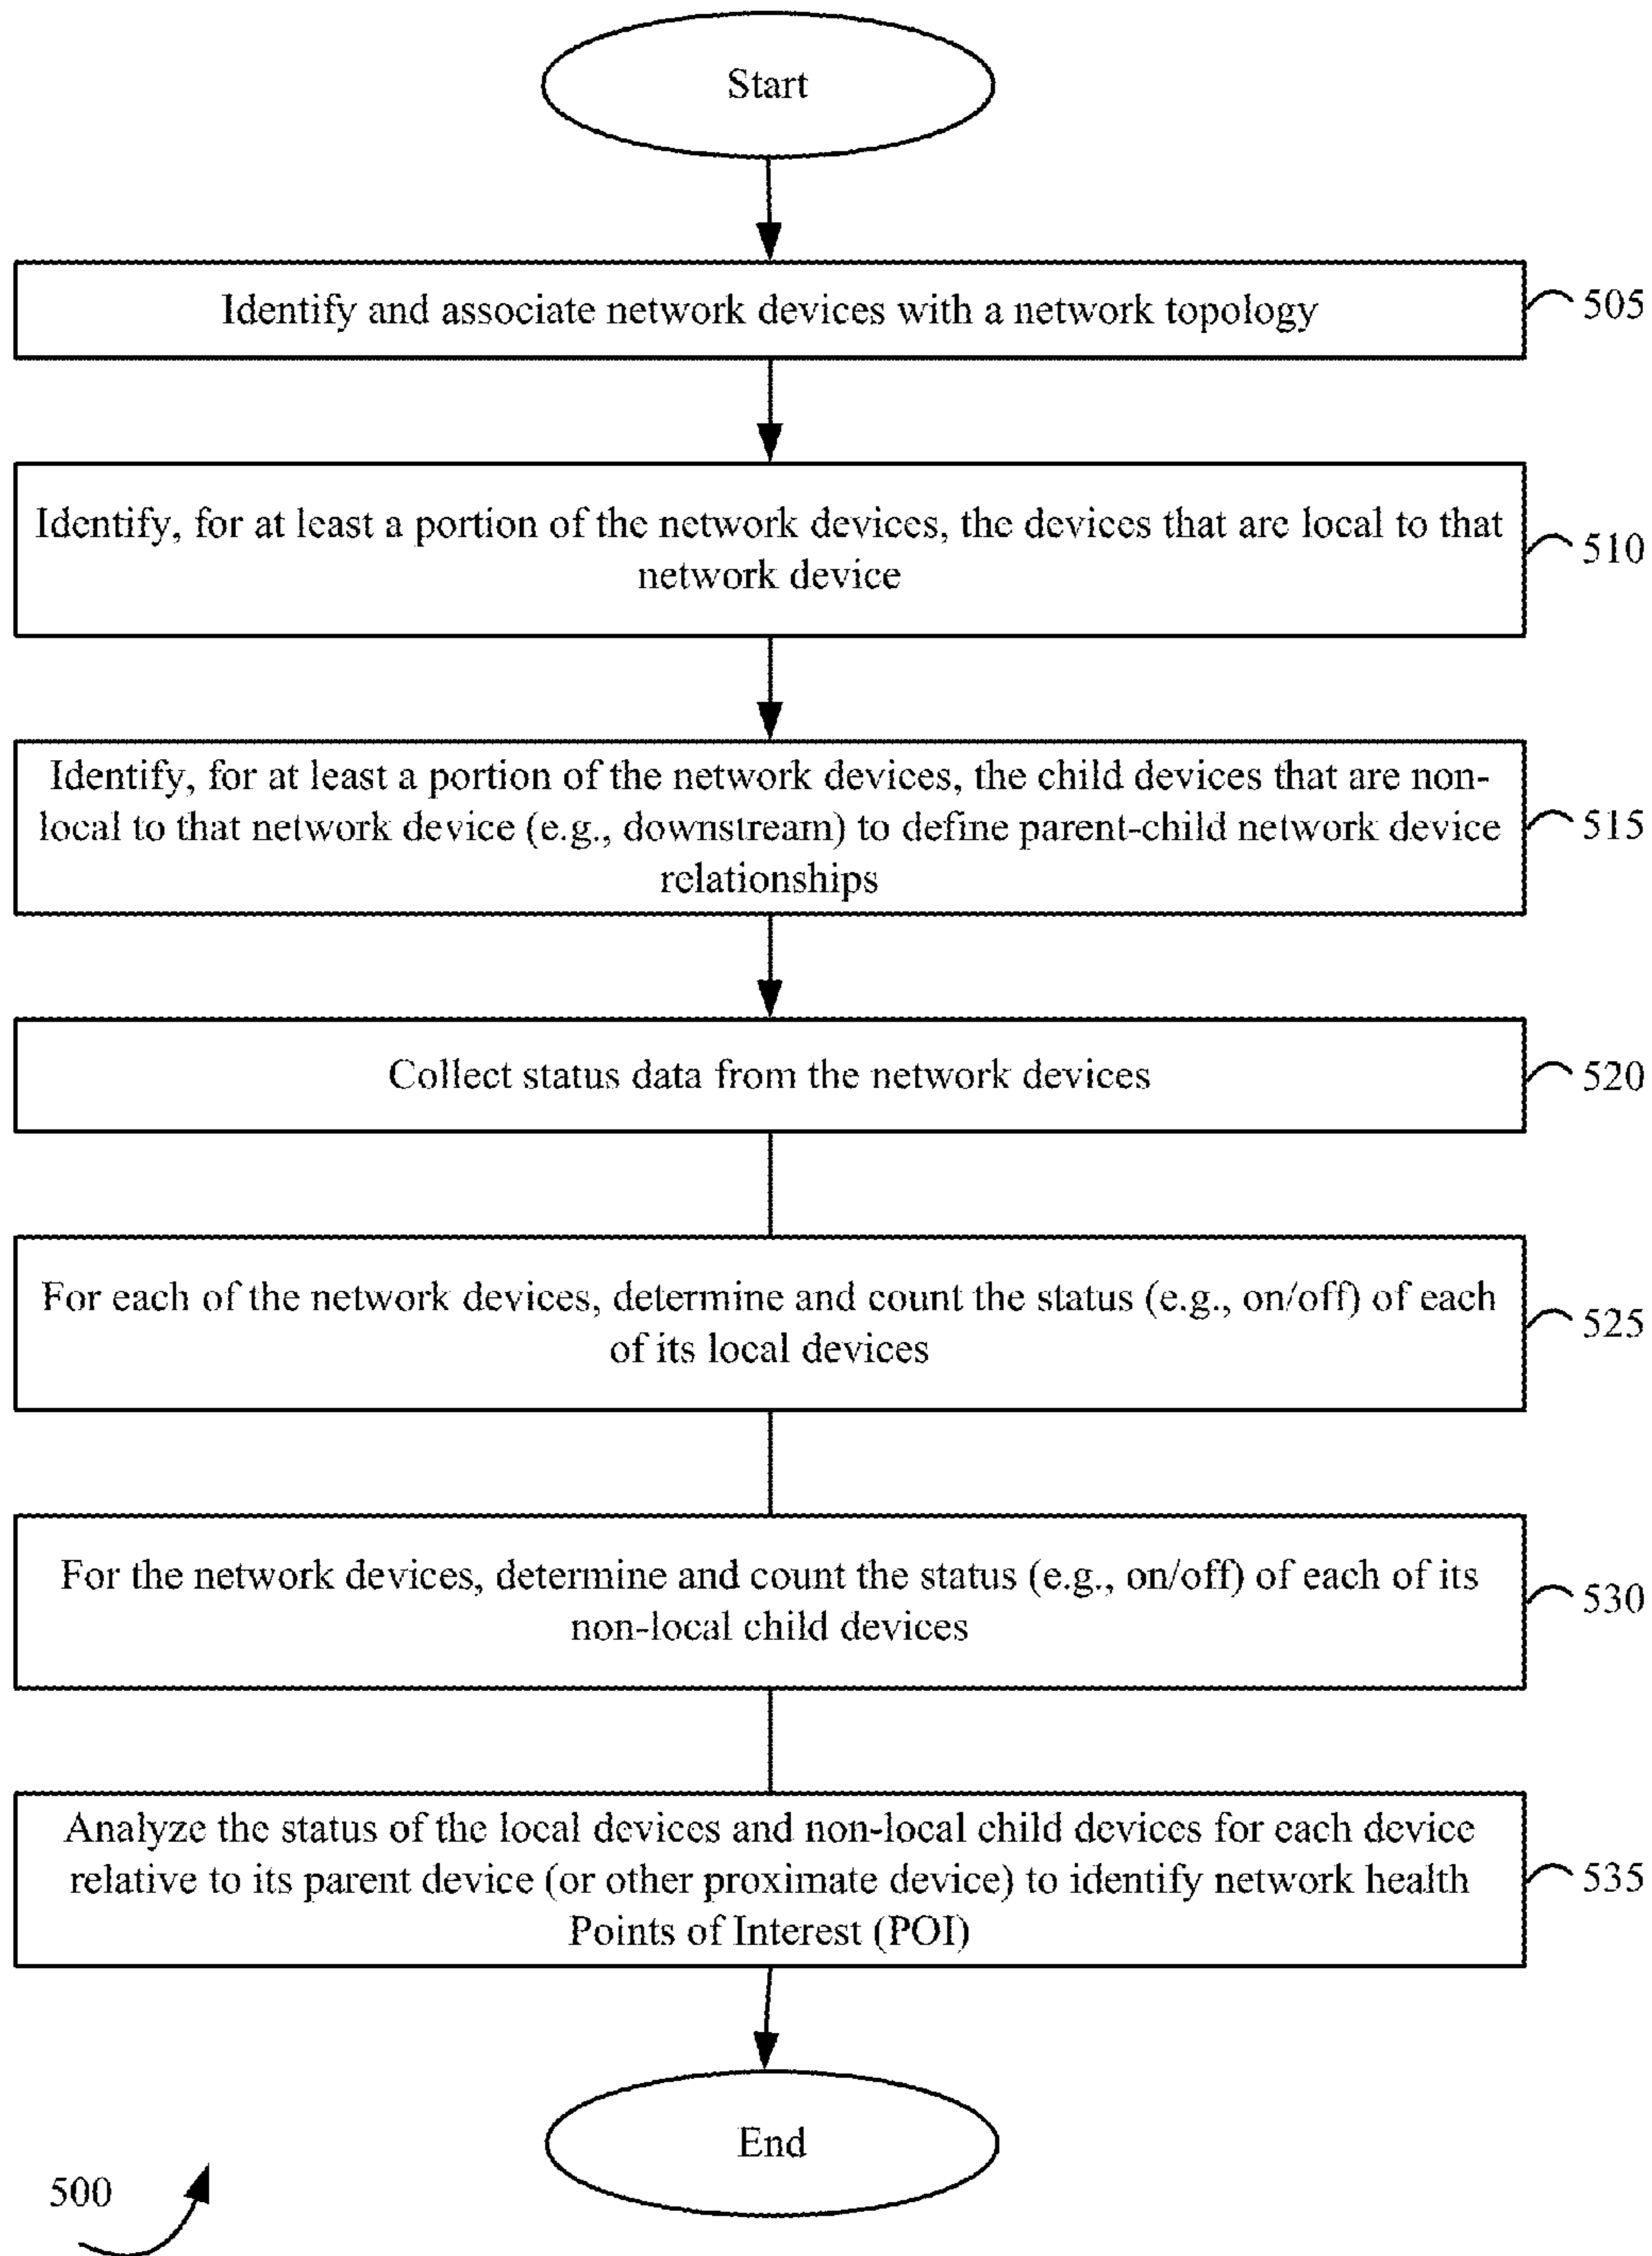 Start
Identify and associate network devices with a network topology
505
Identify, for at least a portion of the network devices, the devices that are local to that
network device
510
Identify, for at least a portion of the network devices, the child devices that are non-
local to that network device (e.g., downstream) to define parent-child network device
relationships
515
Collect status data from the network devices
520
For each of the network devices, determine and count the status (e.g., on/off) of each
of its local devices
525
For the network devices, determine and count the status (e.g., on/off) of each of its
non-local child devices
530
Analyze the status of the local devices and non-local child devices for each device
relative to its parent device (or other proximate device) to identify network health
Points of Interest (POI)
535
End
500